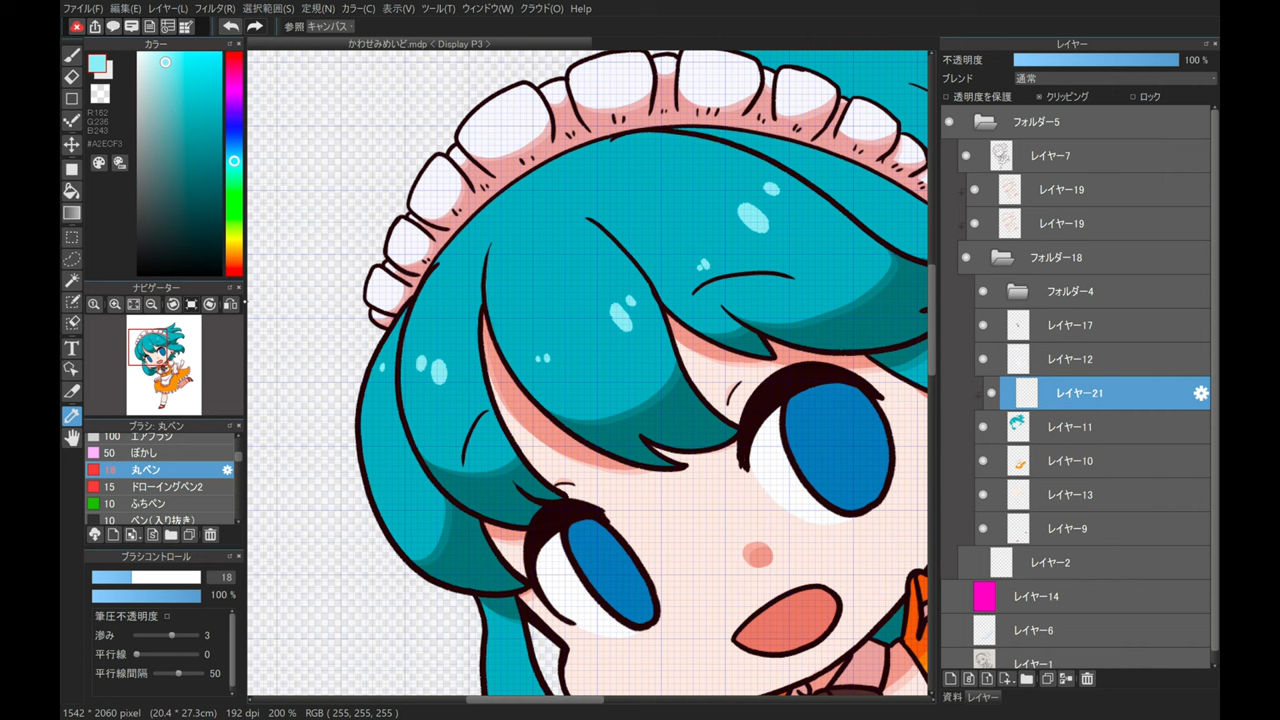 ファイル(F) 編集(E) レイヤー(L) フィルタ(R) 選択範囲(S) 定規(N) カラー(C) 表示(V) ツール(T) ウィンドウ(W) クラウド(O) Help
参照 キャンバス
カラー
かわせみめいど.mdp < Display P3 >
レイヤー
不透明度 100 %
ブレンド 通常
透明度を保護 クリッピング ロック
R:162
G:236
B:243
#A2ECF3
フォルダー5
レイヤー7
レイヤー19
レイヤー19
フォルダー18
フォルダー4
レイヤー17
レイヤー12
レイヤー21
レイヤー11
レイヤー10
レイヤー13
レイヤー9
レイヤー2
レイヤー14
レイヤー6
レイヤー1
資料 レイヤー
ナビゲーター
ブラシ: 丸ペン
100 エアブラシ
50 ぼかし
18 丸ペン
15 ドローイングペン2
10 ふちペン
10 ペン(入り抜き)
ブラシコントロール
18
100 %
筆圧不透明度
滲み 3
平行線 0
平行線間隔 50
1542 * 2060 pixel (20.4 * 27.3cm) 192 dpi 200 % RGB ( 255, 255, 255 )